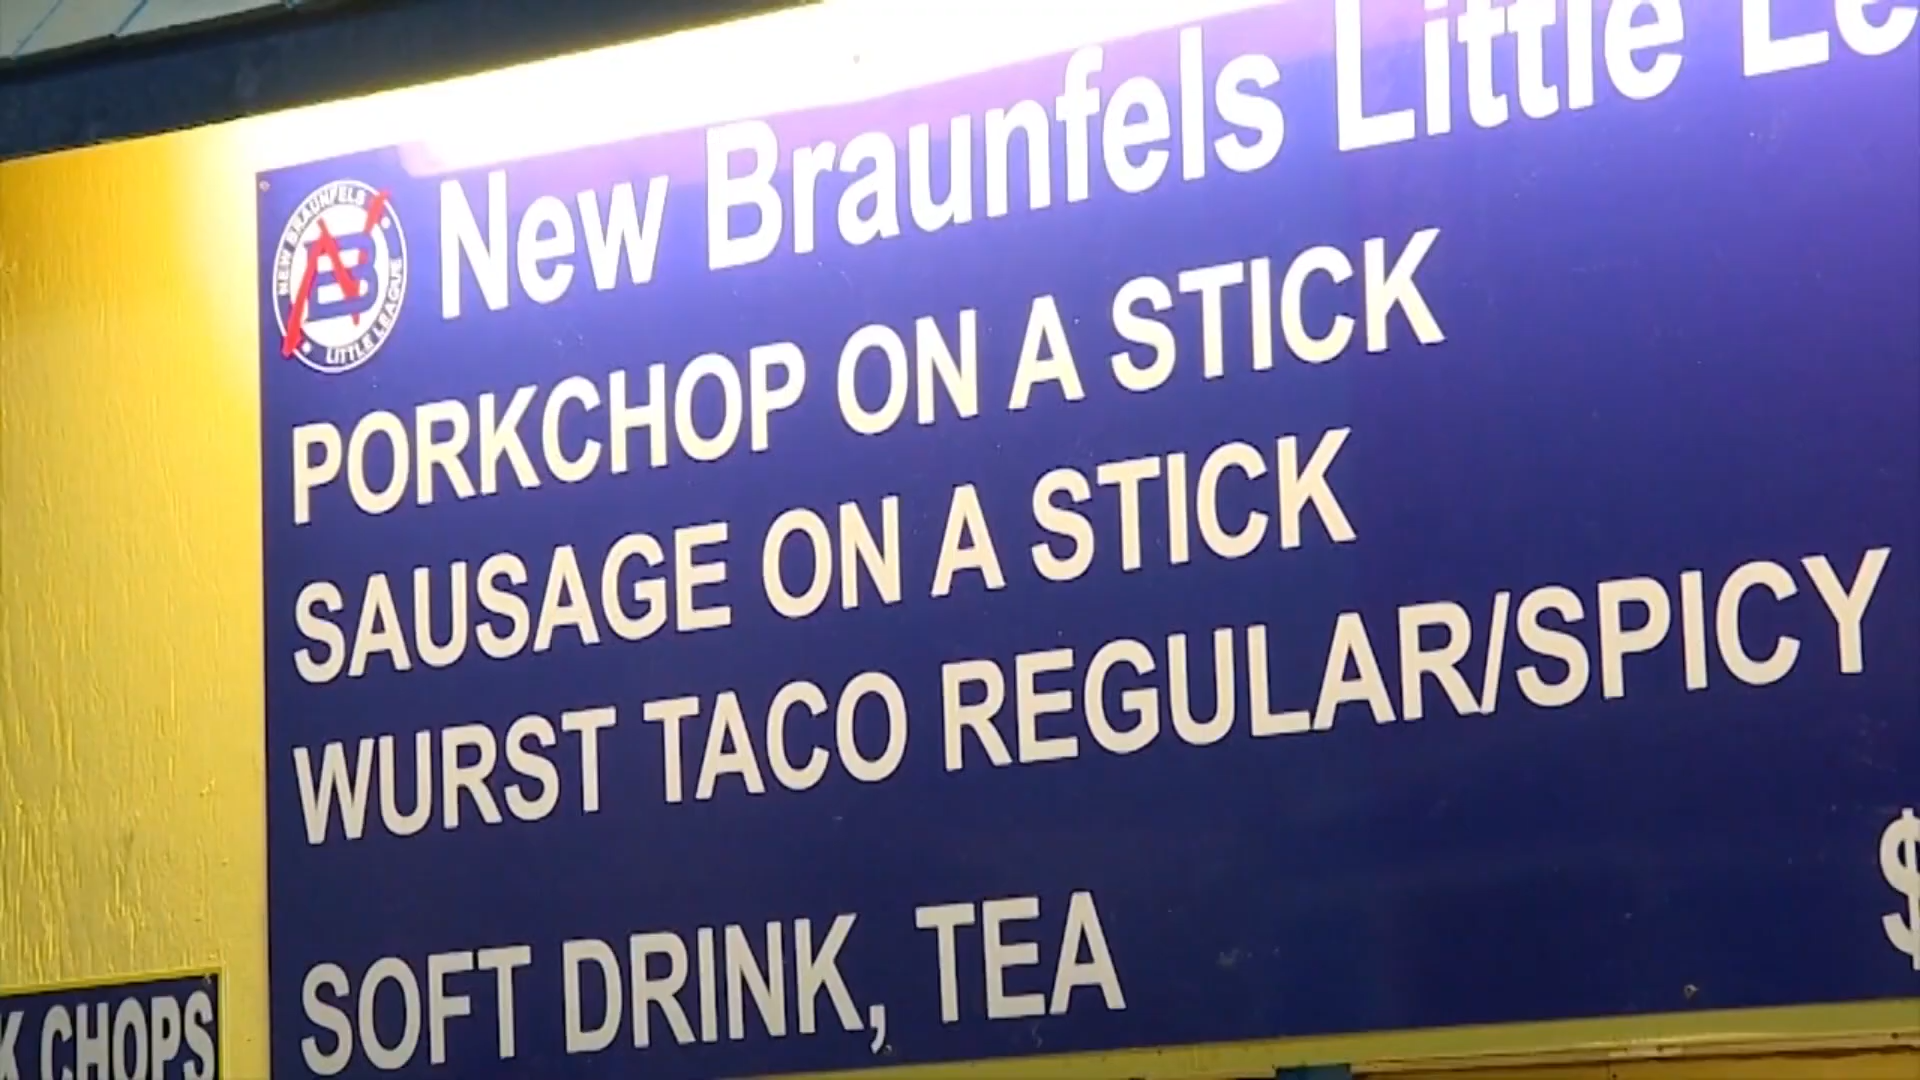 New Braunfels Little Le
NEW BRAUNFELS
NB
LITTLE LEAGUE
PORKCHOP ON A STICK
SAUSAGE ON A STICK
WURST TACO REGULAR/SPICY
$
SOFT DRINK, TEA
K CHOPS